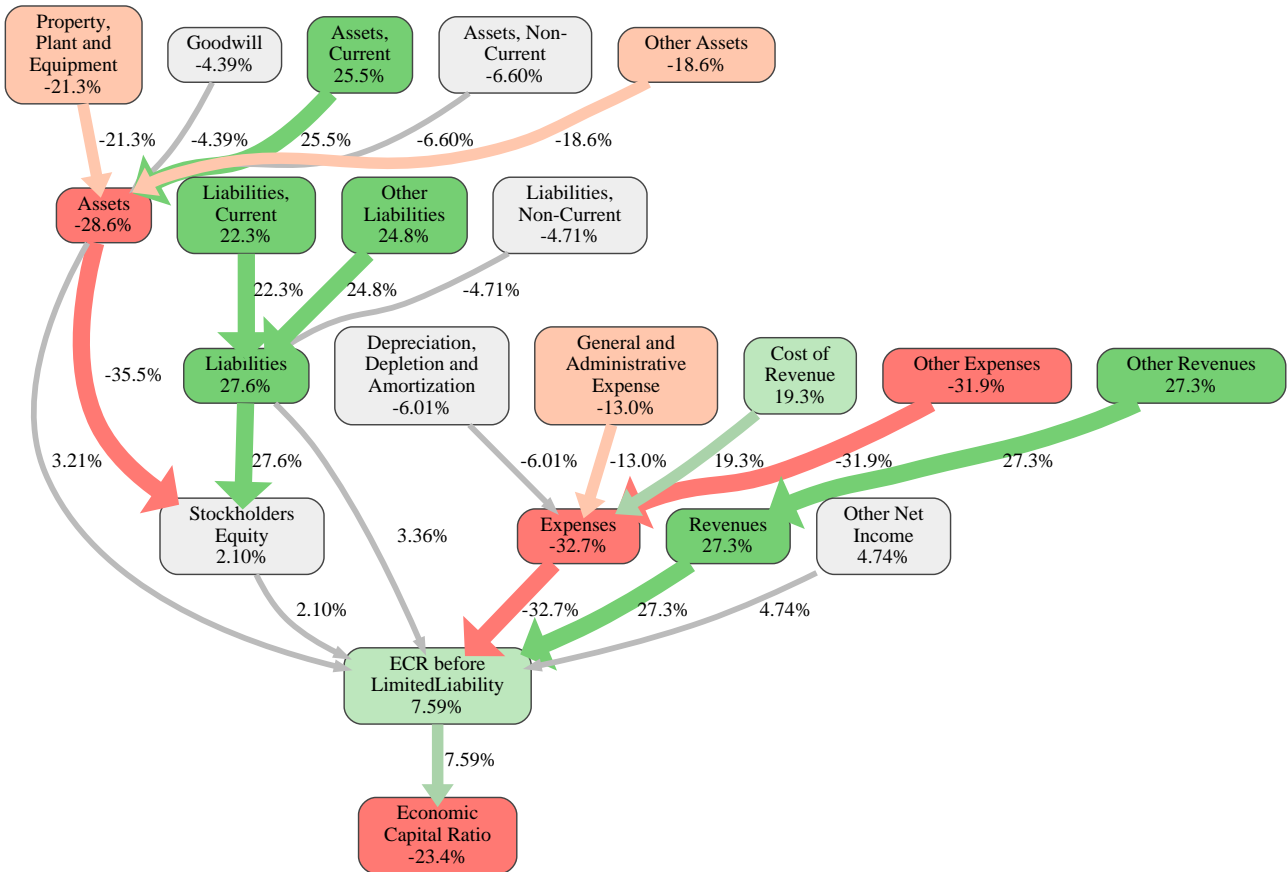 Property,
Plant and
Equipment
-21.3%
Goodwill
-4.39%
Assets,
Current
25.5%
Assets, Non-
Current
-6.60%
Other Assets
-18.6%
-21.3%
-4.39%
25.5%
-6.60%
-18.6%
Assets
-28.6%
Liabilities,
Current
22.3%
Other
Liabilities
24.8%
Liabilities,
Non-Current
-4.71%
22.3%
24.8%
-4.71%
Liabilities
27.6%
Depreciation,
Depletion and
Amortization
-6.01%
General and
Administrative
Expense
-13.0%
Cost of
Revenue
19.3%
Other Expenses
-31.9%
Other Revenues
27.3%
-35.5%
3.21%
27.6%
-6.01%
-13.0%
19.3%
-31.9%
27.3%
Stockholders
Equity
2.10%
3.36%
Expenses
-32.7%
Revenues
27.3%
Other Net
Income
4.74%
2.10%
-32.7%
27.3%
4.74%
ECR before
LimitedLiability
7.59%
7.59%
Economic
Capital Ratio
-23.4%